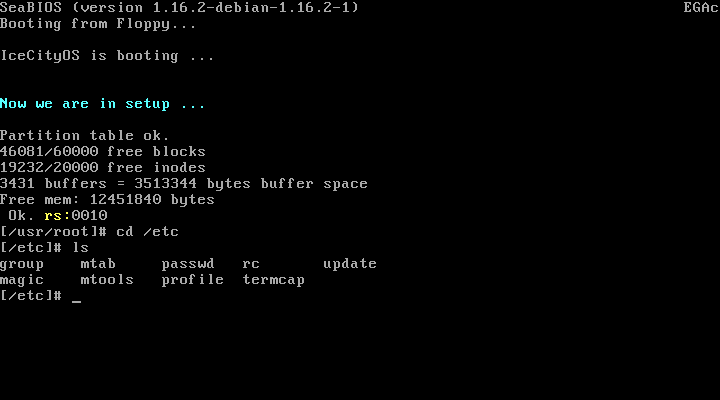 SeaBIOS (version 1.16.2-debian-1.16.2-1) EGAc
Booting from Floppy...
IceCityOS is booting ...
Now we are in setup ...
Partition table ok.
46081/60000 free blocks
19232/20000 free inodes
3431 buffers = 3513344 bytes buffer space
Free mem: 12451840 bytes
 Ok. rs:0010
[/usr/root]# cd /etc
[/etc]# ls
group    mtab     passwd   rc       update
magic    mtools   profile  termcap
[/etc]# _